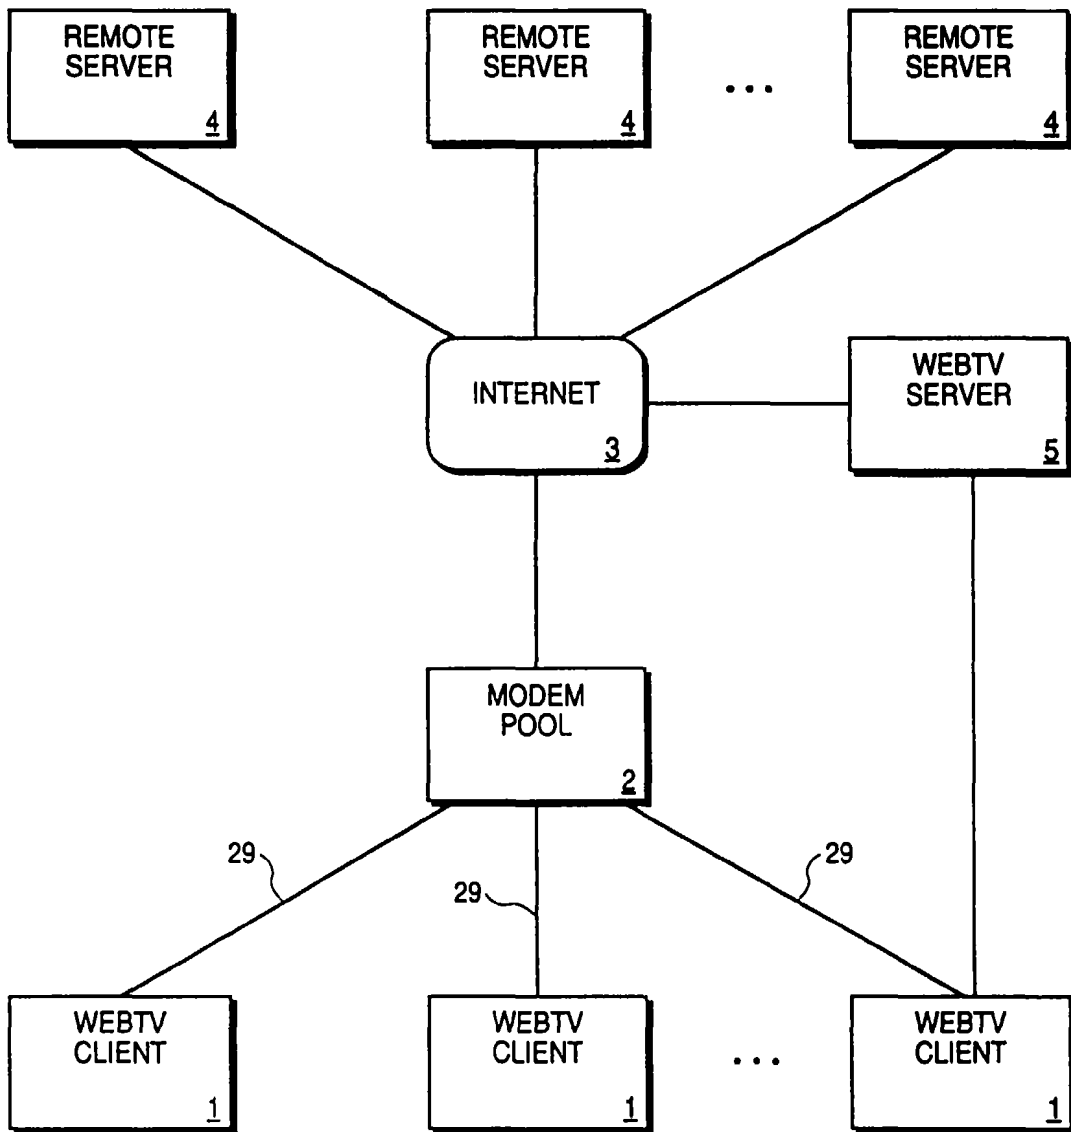 REMOTE
SERVER
4
REMOTE
SERVER
4
...
REMOTE
SERVER
4
INTERNET
3
WEBTV
SERVER
5
MODEM
POOL
2
29
29
29
WEBTV
CLIENT
1
WEBTV
CLIENT
1
...
WEBTV
CLIENT
1